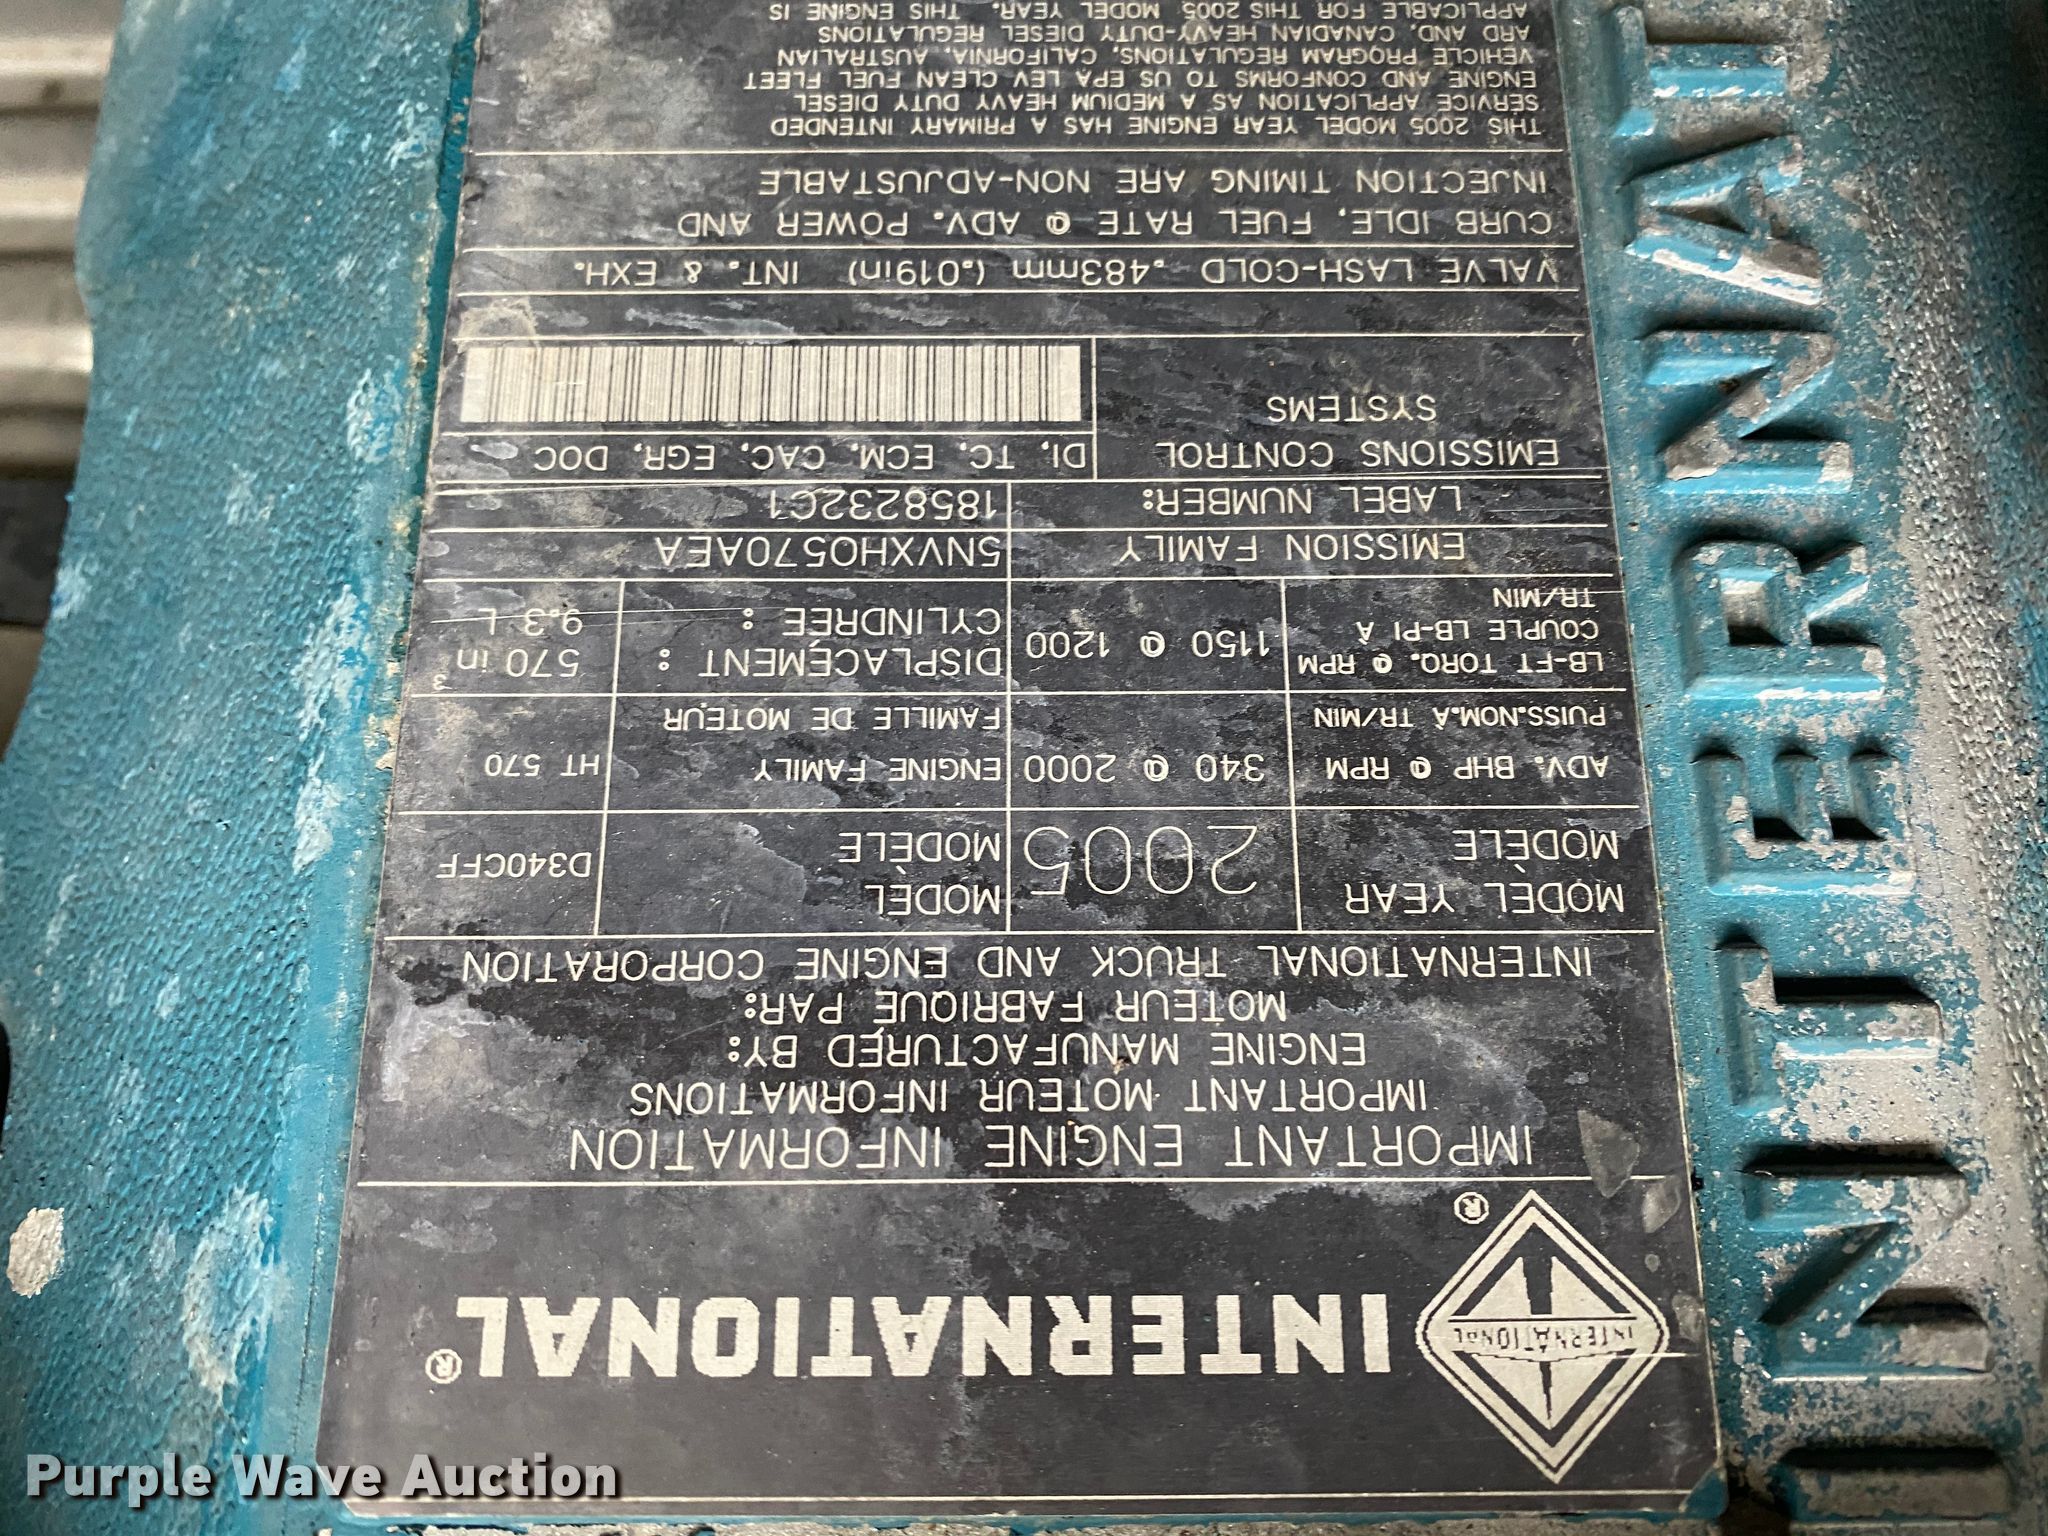 INTERNATIONAL®
INTERNATIONAL ®
IMPORTANT ENGINE INFORMATION
IMPORTANT MOTEUR INFORMATIONS
ENGINE MANUFACTURED BY:
MOTEUR FABRIQUE PAR:
INTERNATIONAL TRUCK AND ENGINE CORPORATION
MODEL YEAR
MODÈLE
2005
MODEL
MODÈLE
D340CFF
ADV. BHP @ RPM
PUISS.NOM.À TR/MIN
340 @ 2000
ENGINE FAMILY
FAMILLE DE MOTEUR
HT 570
LB-FT TORQ. @ RPM
COUPLE LB-PI À
TR/MIN
1150 @ 1200
DISPLACEMENT :
CYLINDRÉE :
570 in³
9.3 L
EMISSION FAMILY
5NVXH0570AEA
LABEL NUMBER:
1858232C1
EMISSIONS CONTROL
SYSTEMS
DI, TC, ECM, CAC, EGR, DOC
VALVE LASH-COLD .483mm (.019in) INT. & EXH.
CURB IDLE, FUEL RATE @ ADV. POWER AND
INJECTION TIMING ARE NON-ADJUSTABLE
THIS 2005 MODEL YEAR ENGINE HAS A PRIMARY INTENDED
SERVICE APPLICATION AS A MEDIUM HEAVY DUTY DIESEL
ENGINE AND CONFORMS TO US EPA LEV CLEAN FUEL FLEET
VEHICLE PROGRAM REGULATIONS, CALIFORNIA, AUSTRALIAN
ARD AND, CANADIAN HEAVY-DUTY DIESEL REGULATIONS
APPLICABLE FOR THIS 2005 MODEL YEAR. THIS ENGINE IS
INTERNAT
Purple Wave Auction